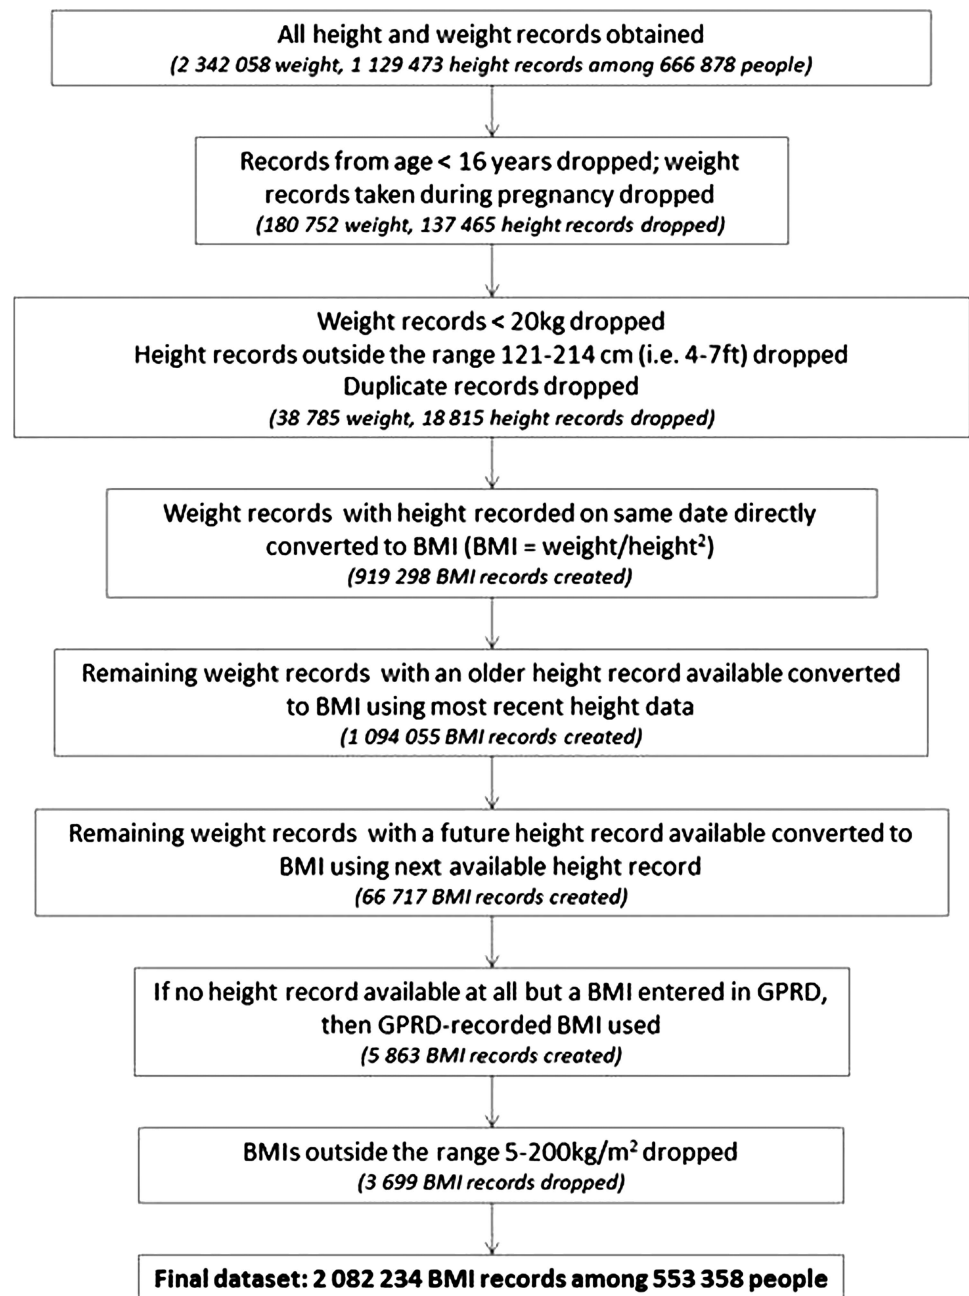 All height and weight records obtained
(2 342 058 weight, 1 129 473 height records among 666 878 people)
Records from age < 16 years dropped; weight
records taken during pregnancy dropped
(180 752 weight, 137 465 height records dropped)
Weight records < 20kg dropped
Height records outside the range 121-214 cm (i.e. 4-7ft) dropped
Duplicate records dropped
(38 785 weight, 18 815 height records dropped)
Weight records with height recorded on same date directly
converted to BMI (BMI = weight/height²)
(919 298 BMI records created)
Remaining weight records with an older height record available converted
to BMI using most recent height data
(1 094 055 BMI records created)
Remaining weight records with a future height record available converted to
BMI using next available height record
(66 717 BMI records created)
If no height record available at all but a BMI entered in GPRD,
then GPRD-recorded BMI used
(5 863 BMI records created)
BMIs outside the range 5-200kg/m² dropped
(3 699 BMI records dropped)
Final dataset: 2 082 234 BMI records among 553 358 people